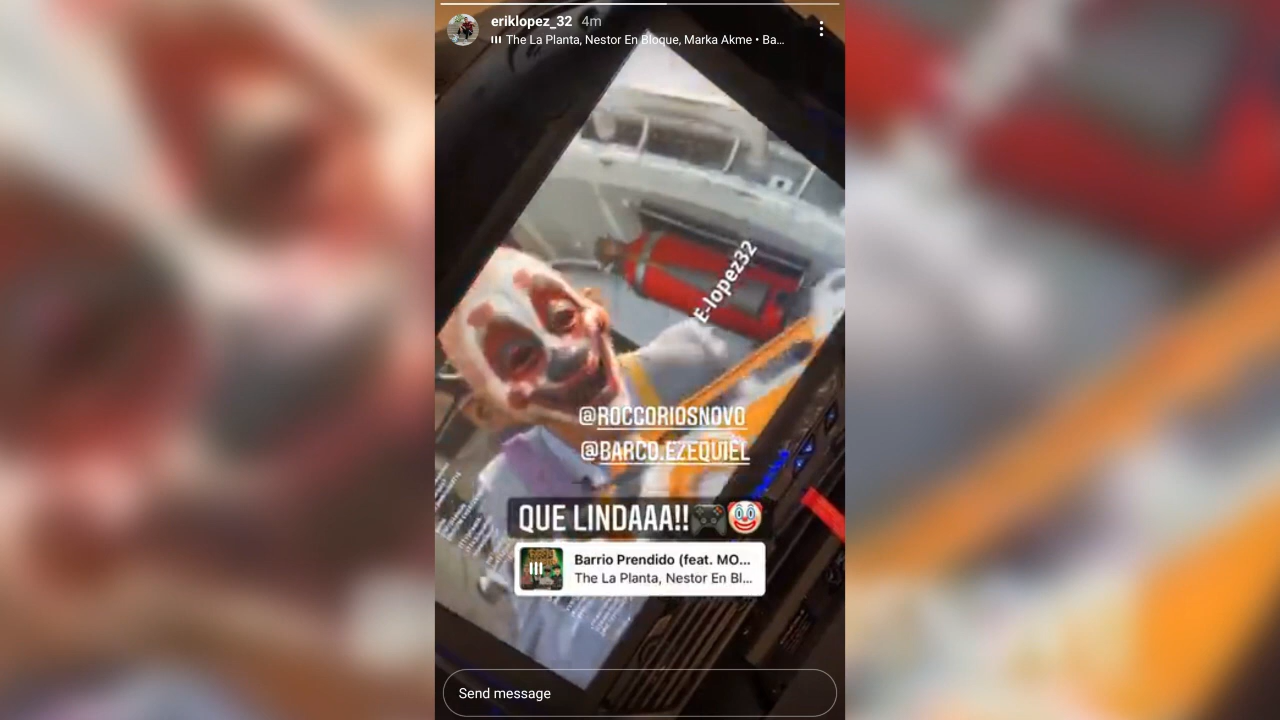 eriklopez_32 4m
The La Planta, Nestor En Bloque, Marka Akme • Ba...
E-lopez32
@ROCCORIOSNOVO
@BARCO.EZEQUIEL
QUE LINDAAA!!🎮🤡
Barrio Prendido (feat. MO...
The La Planta, Nestor En Bl...
Send message